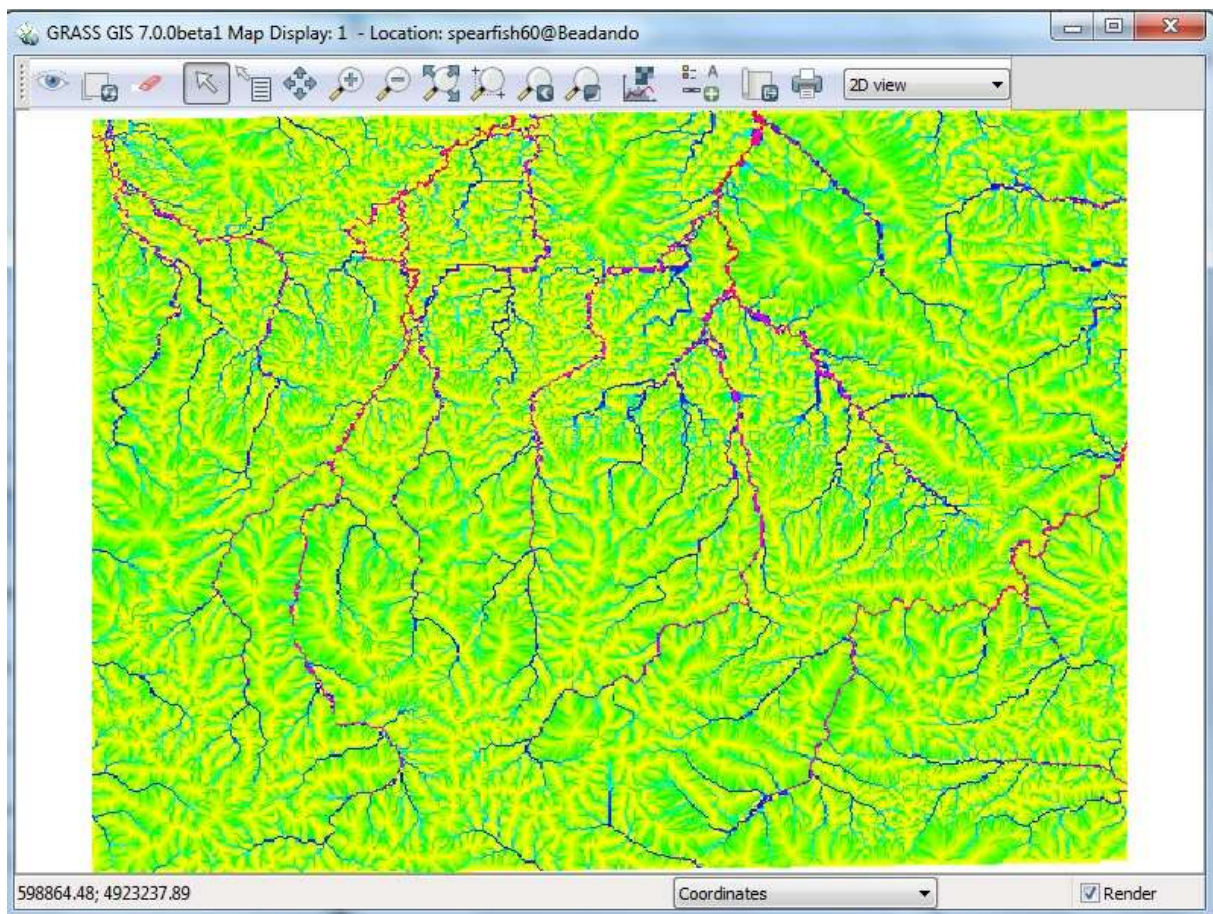 GRASS GIS 7.0.0beta1 Map Display: 1 - Location: spearfish60@Beadando
2D view
598864.48; 4923237.89
Coordinates
Render